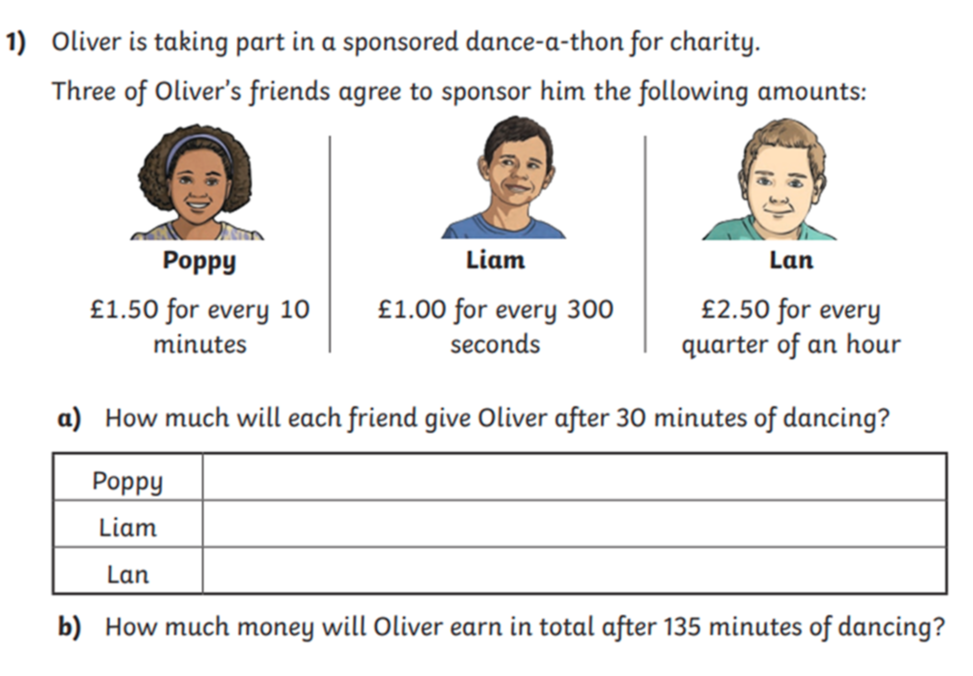 1) Oliver is taking part in a sponsored dance-a-thon for charity.
Three of Oliver's friends agree to sponsor him the following amounts:
Poppy
£1.50 for every 10
minutes
Liam
£1.00 for every 300
seconds
Lan
£2.50 for every
quarter of an hour
a) How much will each friend give Oliver after 30 minutes of dancing?
Poppy
Liam
Lan
b) How much money will Oliver earn in total after 135 minutes of dancing?